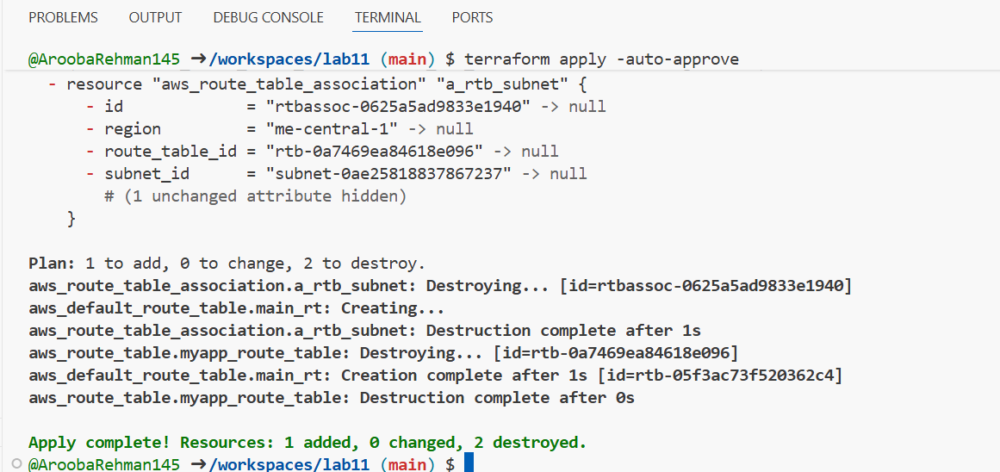 PROBLEMS OUTPUT DEBUG CONSOLE TERMINAL PORTS
@AroobaRehman145 ➜/workspaces/lab11 (main) $ terraform apply -auto-approve
- resource "aws_route_table_association" "a_rtb_subnet" {
- id = "rtbassoc-0625a5ad9833e1940" -> null
- region = "me-central-1" -> null
- route_table_id = "rtb-0a7469ea84618e096" -> null
- subnet_id = "subnet-0ae25818837867237" -> null
# (1 unchanged attribute hidden)
}
Plan: 1 to add, 0 to change, 2 to destroy.
aws_route_table_association.a_rtb_subnet: Destroying... [id=rtbassoc-0625a5ad9833e1940]
aws_default_route_table.main_rt: Creating...
aws_route_table_association.a_rtb_subnet: Destruction complete after 1s
aws_route_table.myapp_route_table: Destroying... [id=rtb-0a7469ea84618e096]
aws_default_route_table.main_rt: Creation complete after 1s [id=rtb-05f3ac73f520362c4]
aws_route_table.myapp_route_table: Destruction complete after 0s
Apply complete! Resources: 1 added, 0 changed, 2 destroyed.
@AroobaRehman145 ➜/workspaces/lab11 (main) $